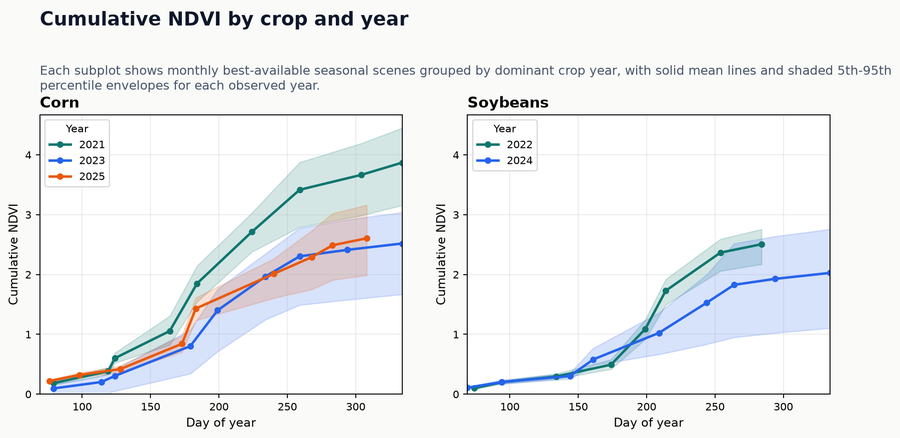 Cumulative NDVI by crop and year
Each subplot shows monthly best-available seasonal scenes grouped by dominant crop year, with solid mean lines and shaded 5th-95th
percentile envelopes for each observed year.
Corn
Year
2021
2023
2025
4
3
2
1
0
Cumulative NDVI
100 150 200 250 300
Day of year
Soybeans
Year
2022
2024
4
3
2
1
0
Cumulative NDVI
100 150 200 250 300
Day of year